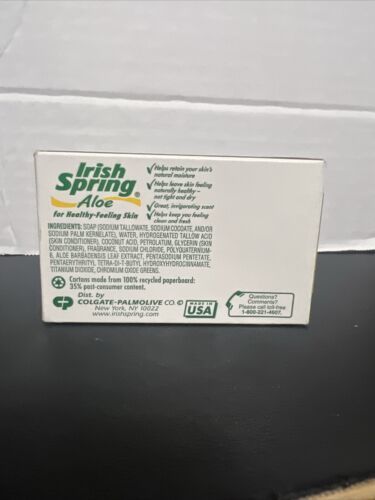 Irish
Spring®
Aloe
for Healthy-Feeling Skin
✓Helps retain your skin's
natural moisture
✓Helps leave skin feeling
naturally healthy –
not tight and dry
✓Great, invigorating scent
✓Helps keep you feeling
clean and fresh
INGREDIENTS: SOAP (SODIUM TALLOWATE, SODIUM COCOATE, AND/OR
SODIUM PALM KERNELATE), WATER, HYDROGENATED TALLOW ACID
(SKIN CONDITIONER), COCONUT ACID, PETROLATUM, GLYCERIN (SKIN
CONDITIONER), FRAGRANCE, SODIUM CHLORIDE, POLYQUATERNIUM-
6, ALOE BARBADENSIS LEAF EXTRACT, PENTASODIUM PENTETATE,
PENTAERYTHRITYL TETRA-DI-T-BUTYL HYDROXYHYDROCINNAMATE,
TITANIUM DIOXIDE, CHROMIUM OXIDE GREENS.
Cartons made from 100% recycled paperboard:
35% post-consumer content.
Dist. by
COLGATE-PALMOLIVE CO. ©
New York, NY 10022
www.irishspring.com
MADE IN
USA
Questions?
Comments?
Please call toll-free
1-800-221-4607.